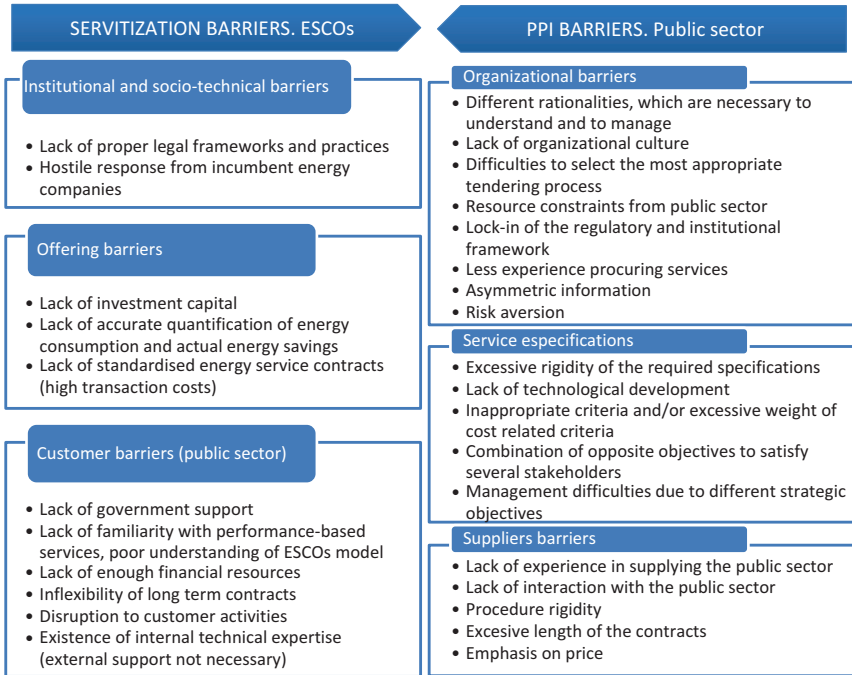 SERVITIZATION BARRIERS. ESCOs
Institutional and socio-technical barriers
• Lack of proper legal frameworks and practices
• Hostile response from incumbent energy
companies
Offering barriers
• Lack of investment capital
• Lack of accurate quantification of energy
consumption and actual energy savings
• Lack of standardised energy service contracts
(high transaction costs)
Customer barriers (public sector)
• Lack of government support
• Lack of familiarity with performance-based
services, poor understanding of ESCOs model
• Lack of enough financial resources
• Inflexibility of long term contracts
• Disruption to customer activities
• Existence of internal technical expertise
(external support not necessary)
PPI BARRIERS. Public sector
Organizational barriers
• Different rationalities, which are necessary to
understand and to manage
• Lack of organizational culture
• Difficulties to select the most appropriate
tendering process
• Resource constraints from public sector
• Lock-in of the regulatory and institutional
framework
• Less experience procuring services
• Asymmetric information
• Risk aversion
Service especifications
• Excessive rigidity of the required specifications
• Lack of technological development
• Inappropriate criteria and/or excessive weight of
cost related criteria
• Combination of opposite objectives to satisfy
several stakeholders
• Management difficulties due to different strategic
objectives
Suppliers barriers
• Lack of experience in supplying the public sector
• Lack of interaction with the public sector
• Procedure rigidity
• Excesive length of the contracts
• Emphasis on price